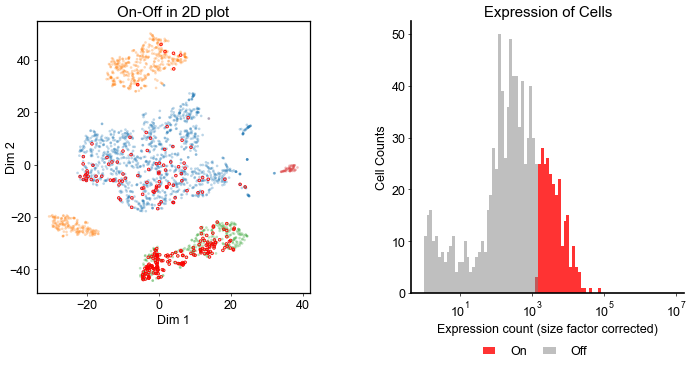 On-Off in 2D plot
40
20
0
−20
−40
Dim 2
−20
0
20
40
Dim 1
Expression of Cells
50
40
30
20
10
0
Cell Counts
10^1
10^3
10^5
10^7
Expression count (size factor corrected)
On Off